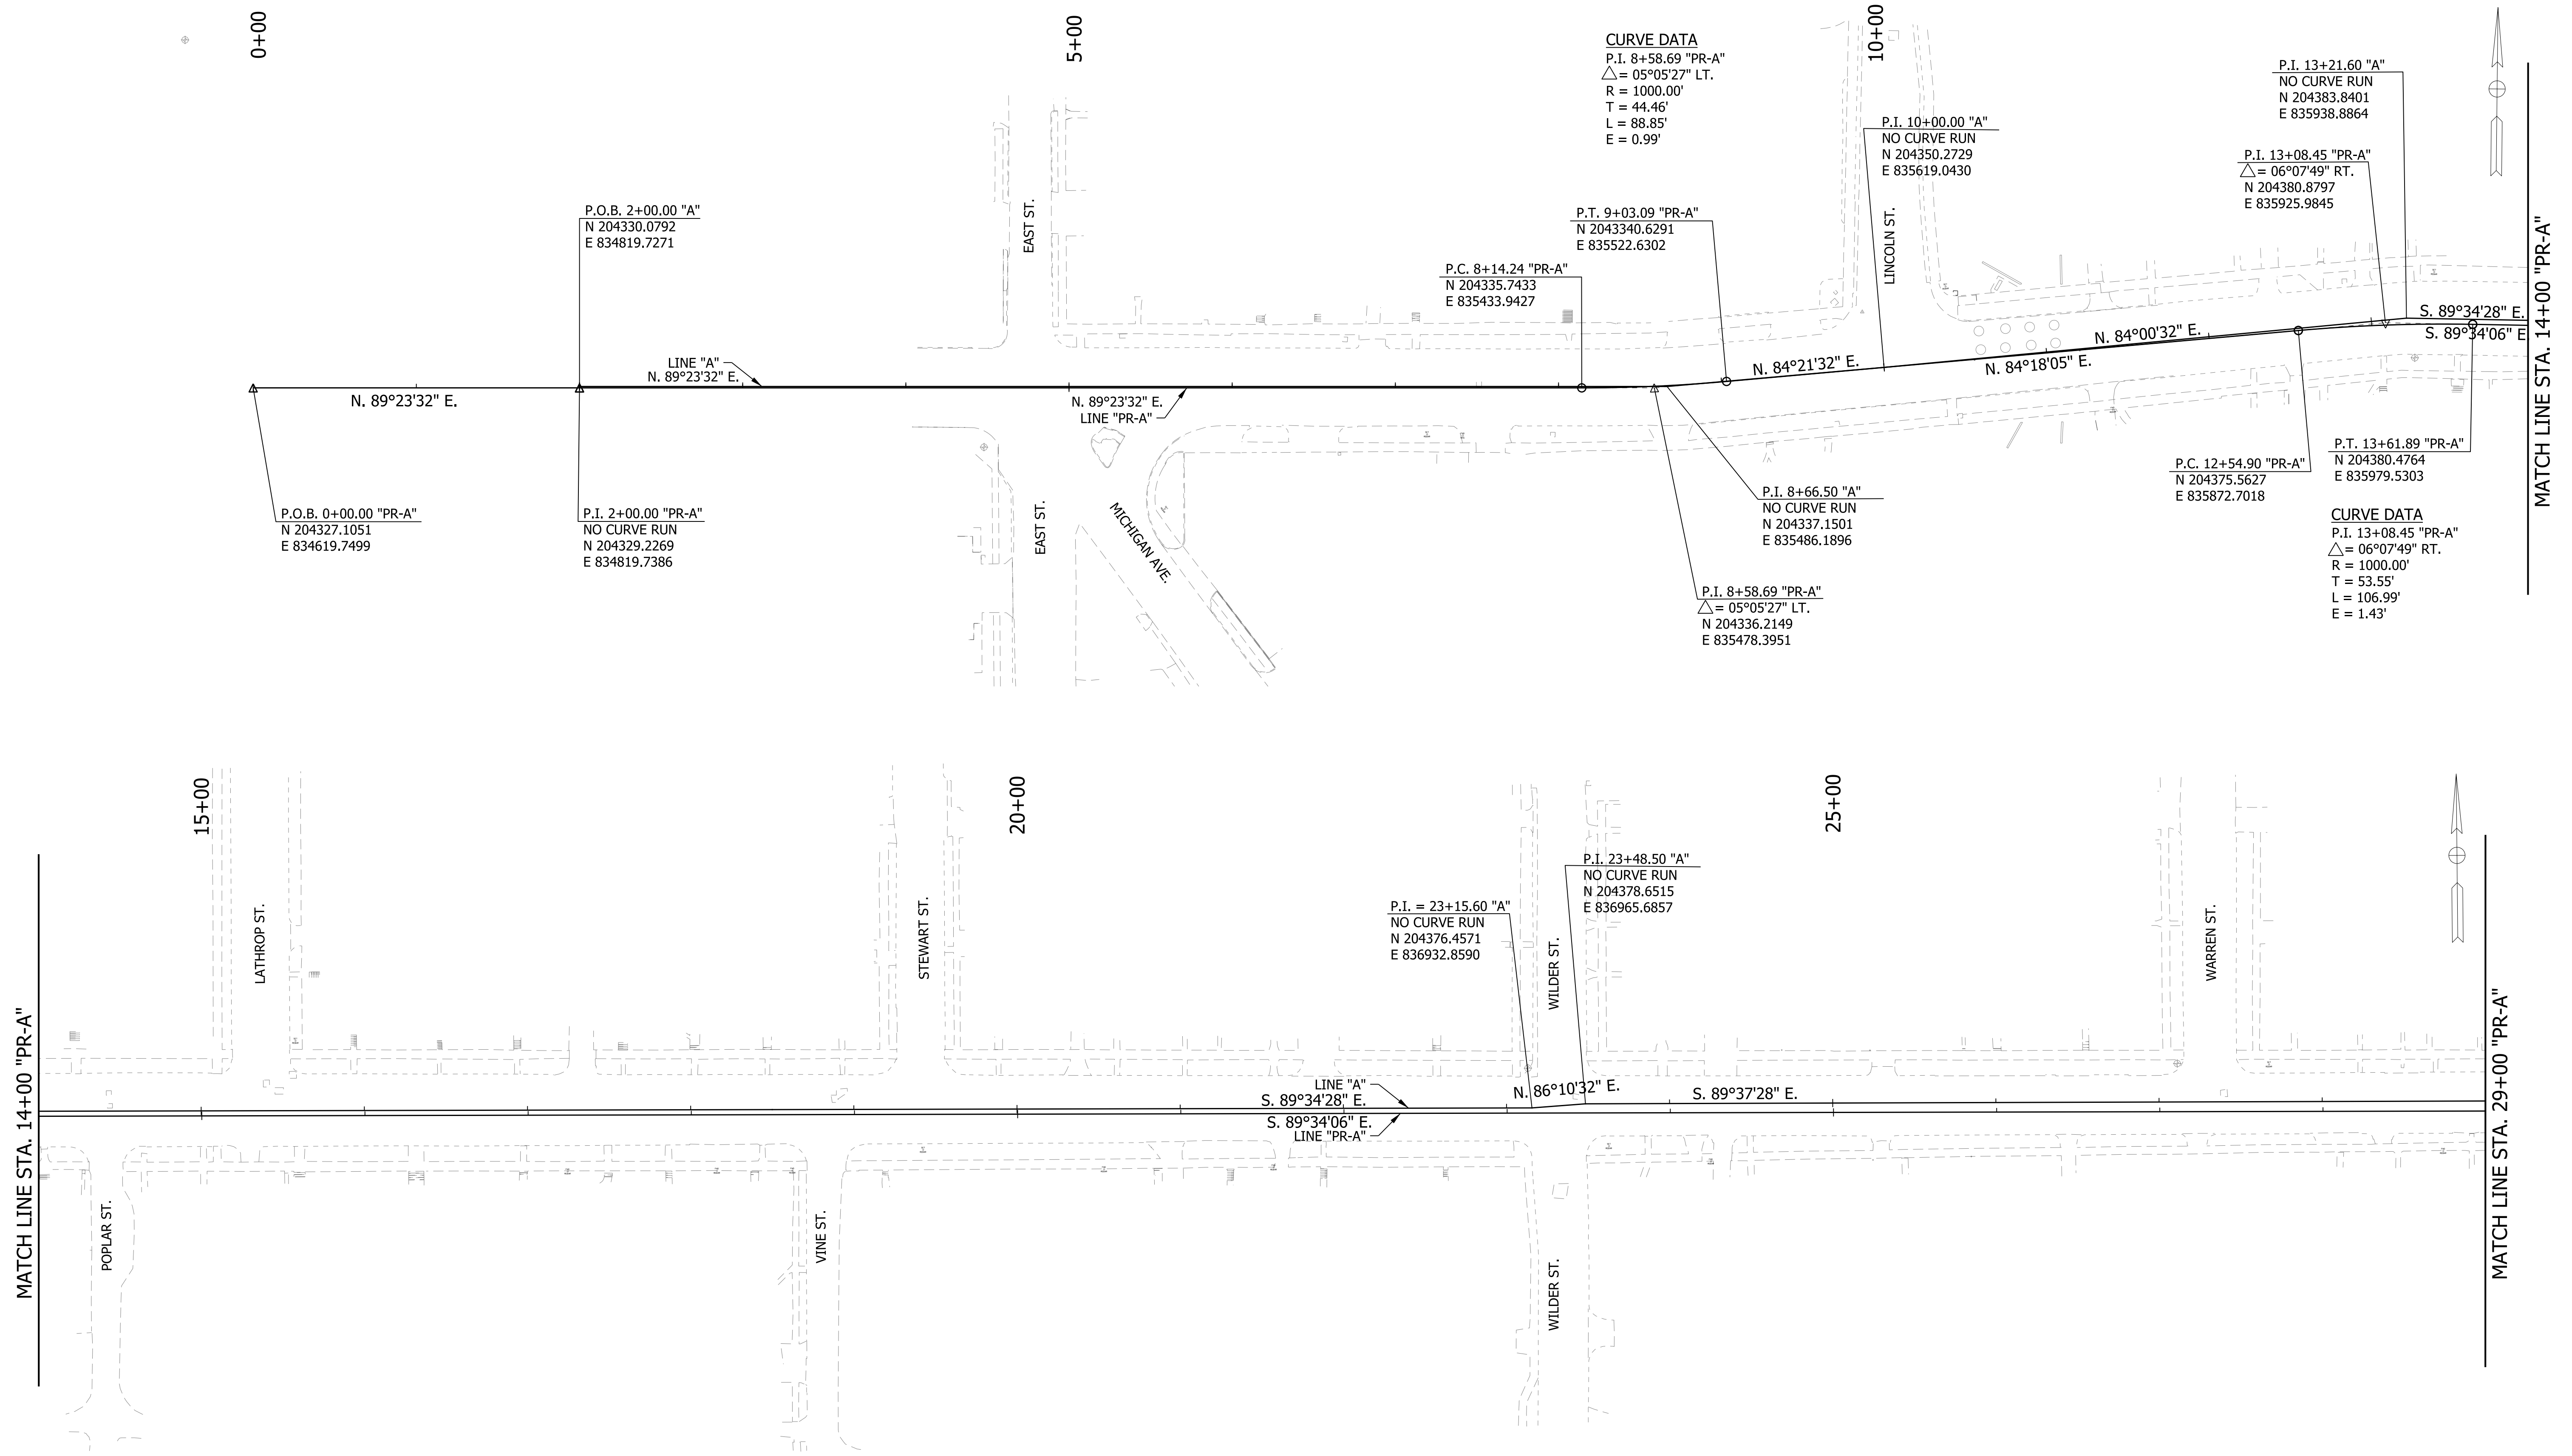 0+00
5+00
10+00
CURVE DATA
P.I. 8+58.69 "PR-A"
△= 05°05'27" LT.
R = 1000.00'
T = 44.46'
L = 88.85'
E = 0.99'
P.I. 13+21.60 "A"
NO CURVE RUN
N 204383.8401
E 835938.8864
P.I. 10+00.00 "A"
NO CURVE RUN
N 204350.2729
E 835619.0430
P.I. 13+08.45 "PR-A"
△= 06°07'49" RT.
N 204380.8797
E 835925.9845
P.O.B. 2+00.00 "A"
N 204330.0792
E 834819.7271
EAST ST.
P.T. 9+03.09 "PR-A"
N 2043340.6291
E 835522.6302
LINCOLN ST.
P.C. 8+14.24 "PR-A"
N 204335.7433
E 835433.9427
MATCH LINE STA. 14+00 "PR-A"
S. 89°34'28" E.
S. 89°34'06" E
N. 84°00'32" E.
N. 84°21'32" E.
N. 84°18'05" E.
LINE "A"
N. 89°23'32" E.
N. 89°23'32" E.
N. 89°23'32" E.
LINE "PR-A"
P.T. 13+61.89 "PR-A"
N 204380.4764
E 835979.5303
P.C. 12+54.90 "PR-A"
N 204375.5627
E 835872.7018
P.I. 8+66.50 "A"
NO CURVE RUN
N 204337.1501
E 835486.1896
P.O.B. 0+00.00 "PR-A"
N 204327.1051
E 834619.7499
P.I. 2+00.00 "PR-A"
NO CURVE RUN
N 204329.2269
E 834819.7386
EAST ST.
MICHIGAN AVE.
CURVE DATA
P.I. 13+08.45 "PR-A"
△= 06°07'49" RT.
R = 1000.00'
T = 53.55'
L = 106.99'
E = 1.43'
P.I. 8+58.69 "PR-A"
△= 05°05'27" LT.
N 204336.2149
E 835478.3951
15+00
20+00
25+00
LATHROP ST.
STEWART ST.
P.I. 23+48.50 "A"
NO CURVE RUN
N 204378.6515
E 836965.6857
P.I. = 23+15.60 "A"
NO CURVE RUN
N 204376.4571
E 836932.8590
WILDER ST.
WARREN ST.
MATCH LINE STA. 14+00 "PR-A"
LINE "A"
S. 89°34'28" E.
N. 86°10'32" E.
S. 89°37'28" E.
S. 89°34'06" E.
LINE "PR-A"
MATCH LINE STA. 29+00 "PR-A"
POPLAR ST.
VINE ST.
WILDER ST.